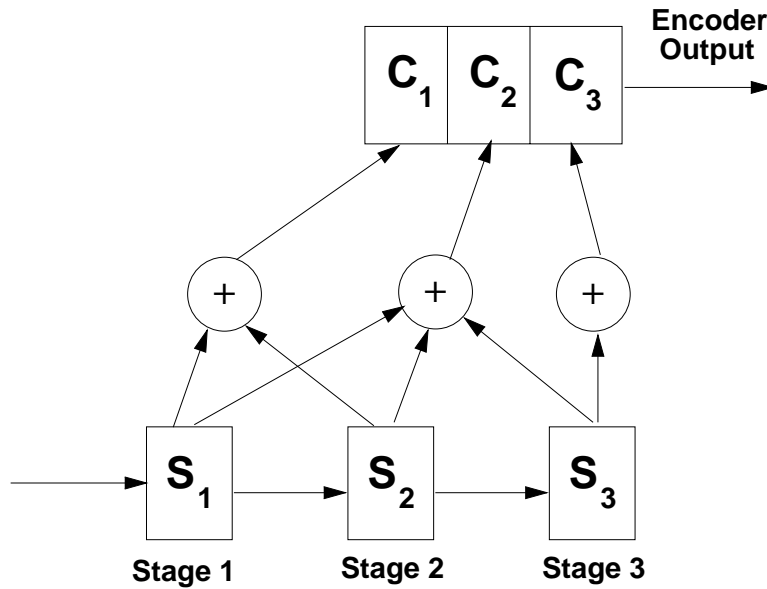 Encoder
Output
C1 C2 C3
+ + +
S1 S2 S3
Stage 1 Stage 2 Stage 3